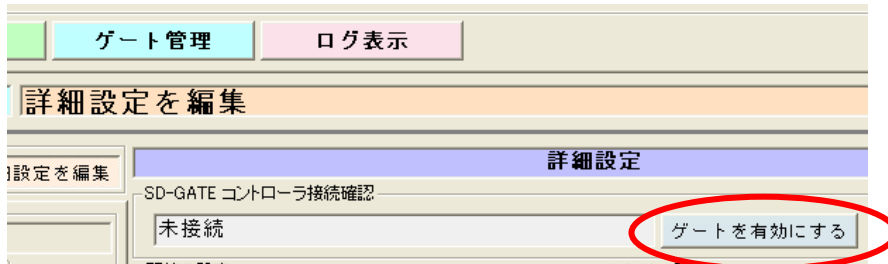 ゲート管理 ログ表示
詳細設定を編集
詳細設定
設定を編集
SD-GATE コントローラ接続確認
未接続 ゲートを有効にする